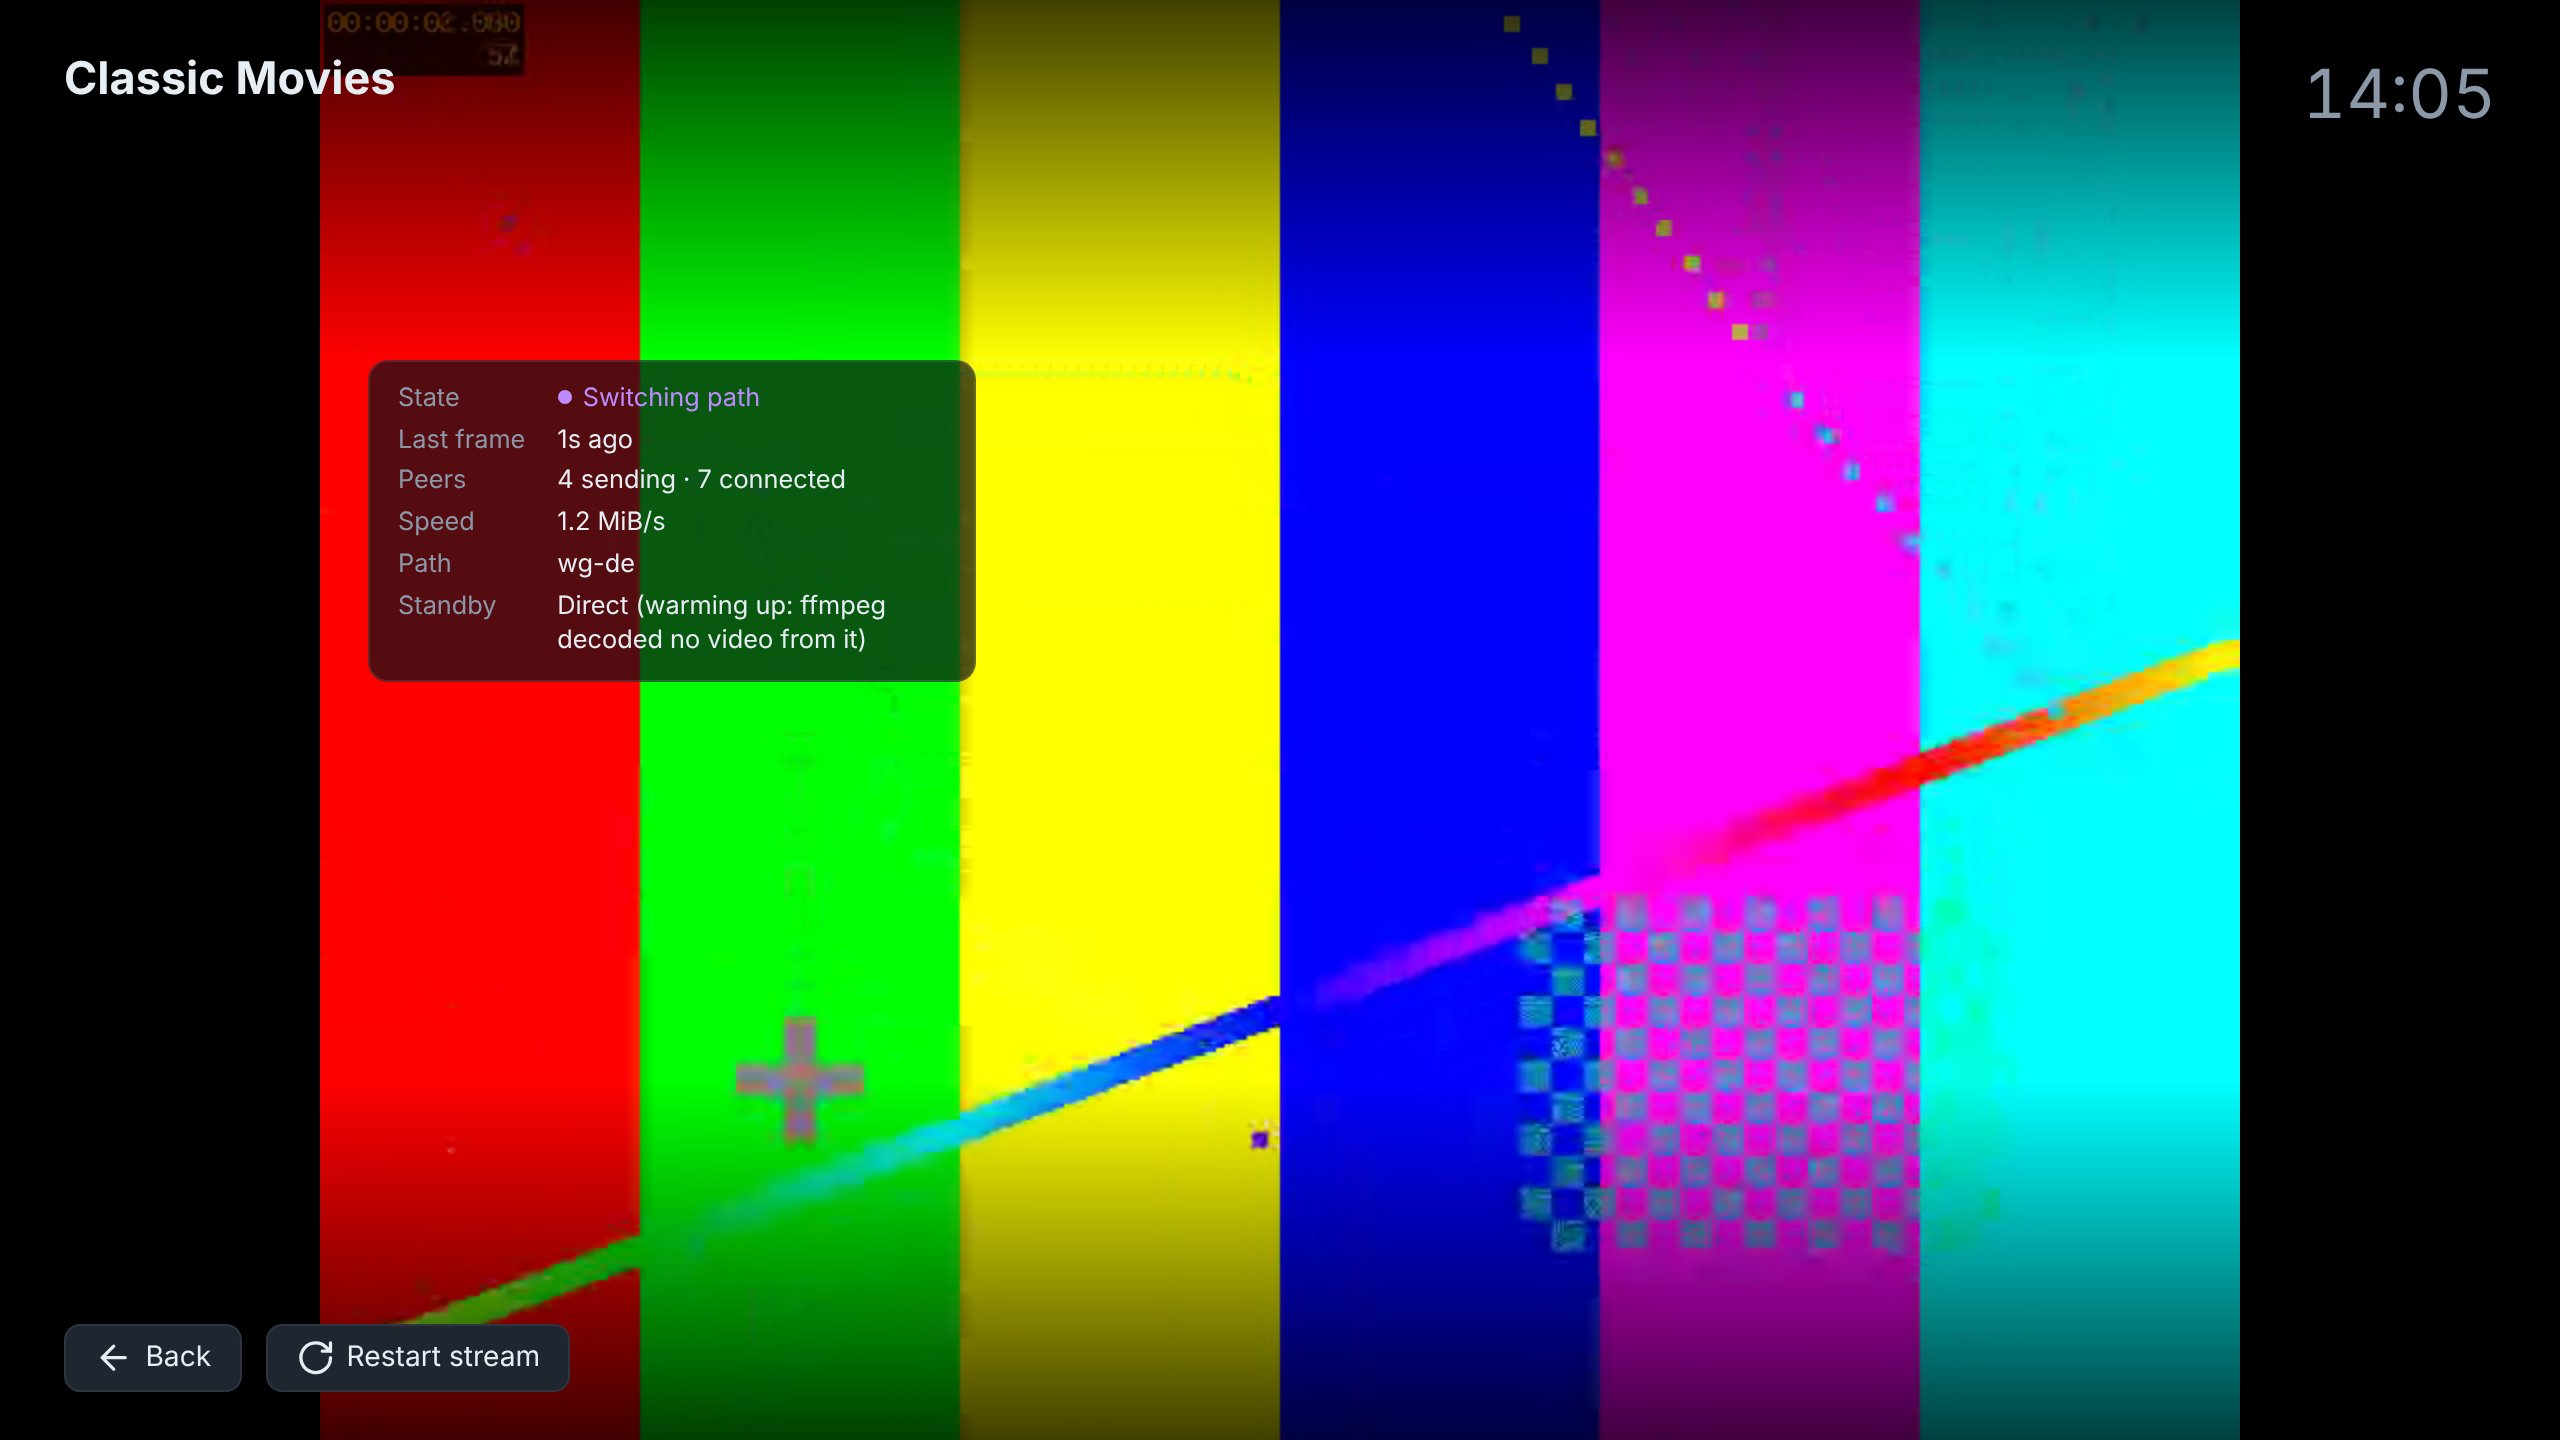 Classic Movies
14:05
State Switching path
Last frame 1s ago
Peers 4 sending · 7 connected
Speed 1.2 MiB/s
Path wg-de
Standby Direct (warming up: ffmpeg
decoded no video from it)
Back
Restart stream